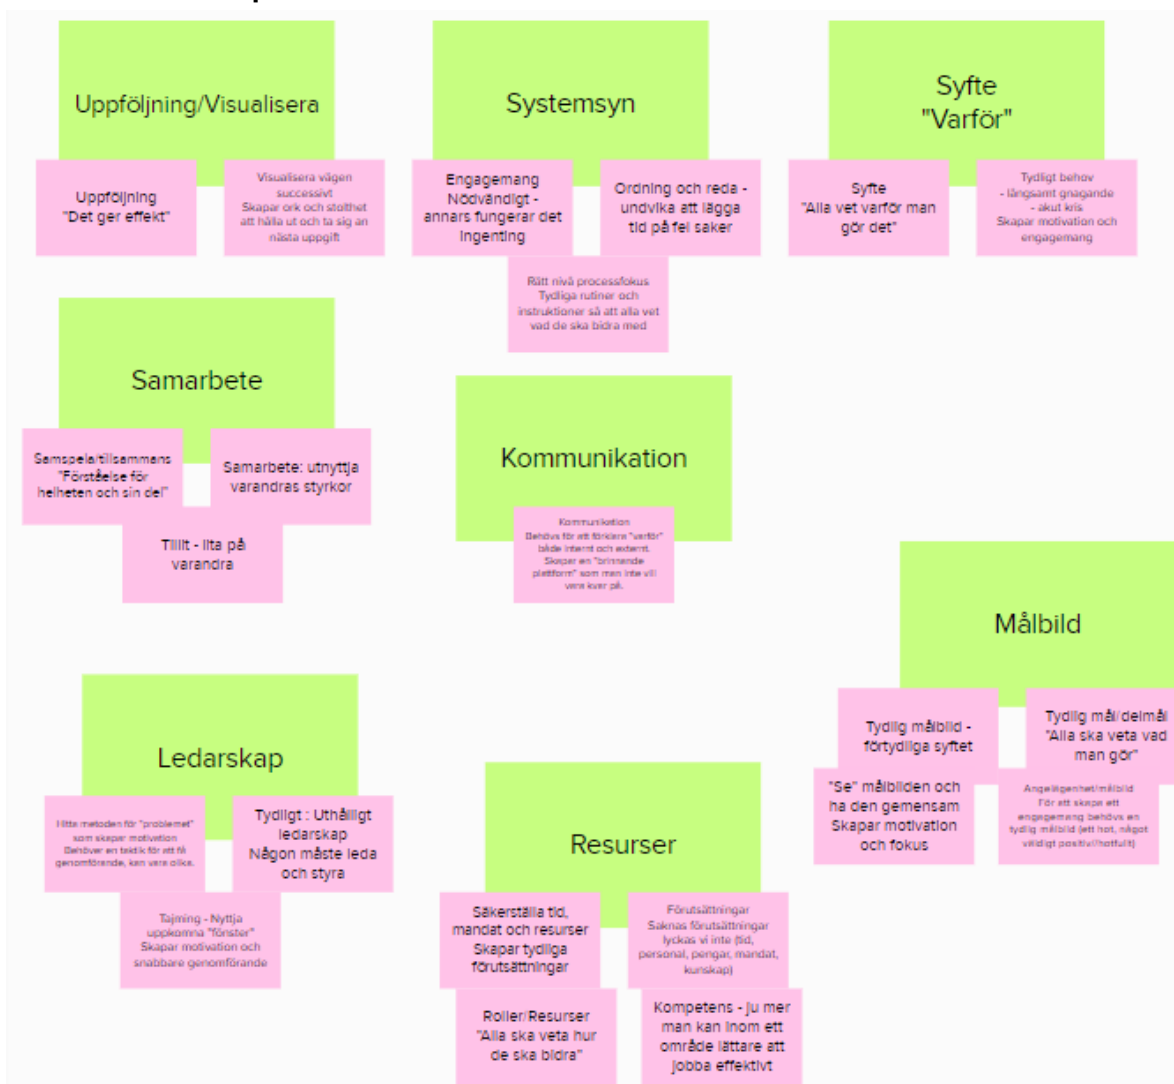 Uppföljning/Visualisera
Uppföljning
"Det ger effekt"
Visualisera vägen
successivt
Skapar ork och stolthet
att hålla ut och ta sig an
nästa uppgift
Systemsyn
Engagemang
Nödvändigt -
annars fungerar det
ingenting
Ordning och reda -
undvika att lägga
tid på fel saker
Rätt nivå processfokus
Tydliga rutiner och
instruktioner så att alla vet
vad de ska bidra med
Syfte
"Varför"
Syfte
"Alla vet varför man
gör det"
Tydligt behov
- långsamt gnagande
- akut kris
Skapar motivation och
engagemang
Samarbete
Samspela/tillsammans
"Förståelse för
helheten och sin del"
Samarbete: utnyttja
varandras styrkor
Tillit - lita på
varandra
Kommunikation
Kommunikation
Behövs för att förklara "varför"
både internt och externt.
Skapar en "brinnande
plattform" som man inte vill
vara kvar på.
Målbild
Tydlig målbild -
förtydliga syftet
Tydlig mål/delmål
"Alla ska veta vad
man gör"
"Se" målbilden och
ha den gemensam
Skapar motivation
och fokus
Angelägenhet/målbild
För att skapa ett
engagemang behövs en
tydlig målbild (ett hot, något
väldigt positivt/hotfullt)
Ledarskap
Hitta metoden för "problemet"
som skapar motivation
Behöver en taktik för att få
genomförande, kan vara olika.
Tydligt : Uthålligt
ledarskap
Någon måste leda
och styra
Tajming - Nyttja
uppkomna "fönster"
Skapar motivation och
snabbare genomförande
Resurser
Säkerställa tid,
mandat och resurser
Skapar tydliga
förutsättningar
Förutsättningar
Saknas förutsättningar
lyckas vi inte (tid,
personal, pengar, mandat,
kunskap)
Roller/Resurser
"Alla ska veta hur
de ska bidra"
Kompetens - ju mer
man kan inom ett
område lättare att
jobba effektivt